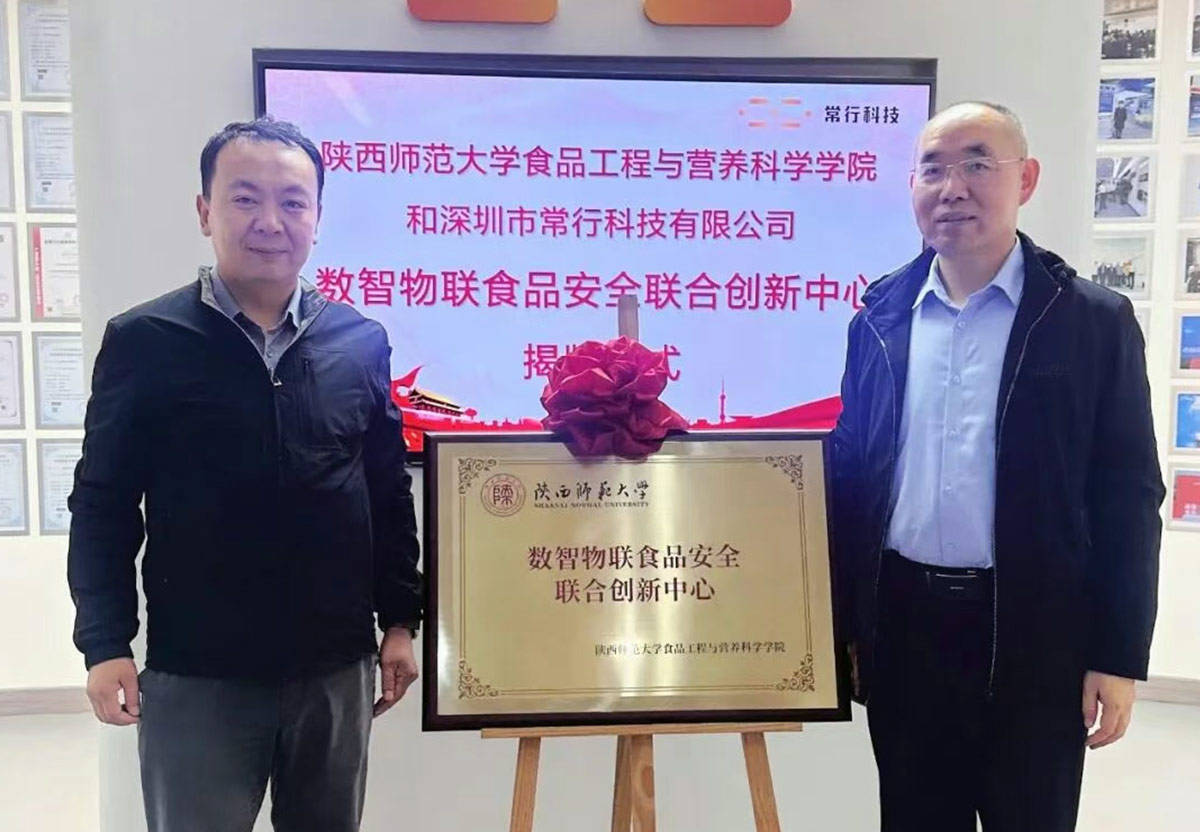 常行科技
陕西师范大学食品工程与营养科学学院
和深圳市常行科技有限公司
数智物联食品安全联合创新中心
揭 式
陕西师范大学
SHAANXI NORMAL UNIVERSITY
数智物联食品安全
联合创新中心
陕西师范大学食品工程与营养科学学院